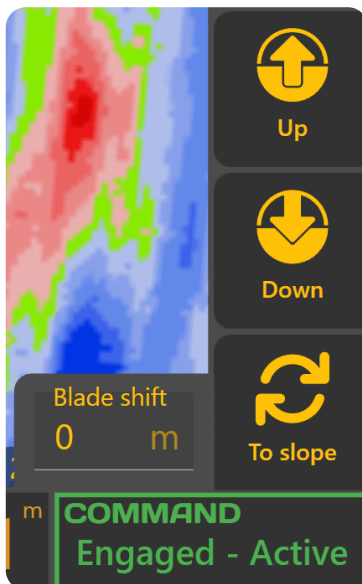 Up
Down
Blade shift
0 m
To slope
m
COMMAND
Engaged - Active